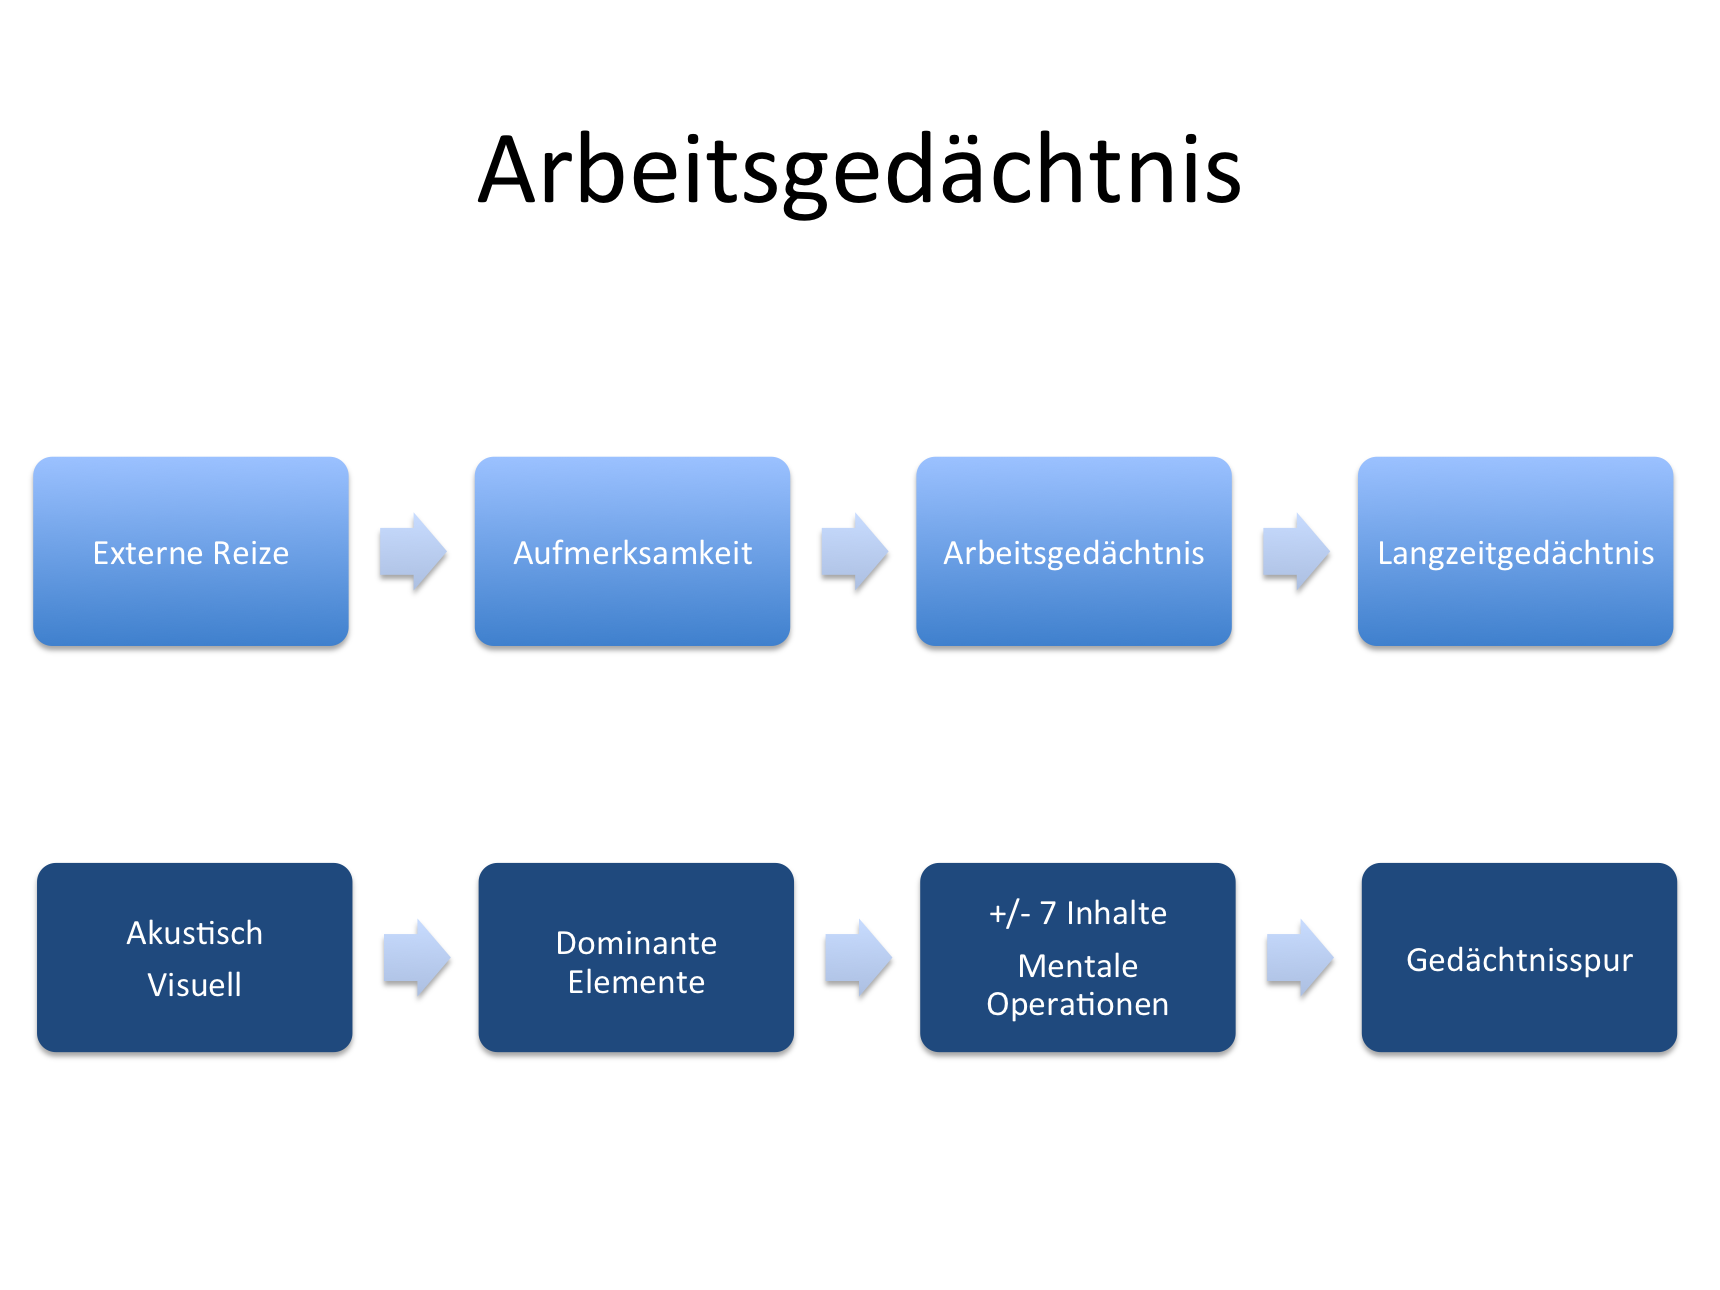 Arbeitsgedächtnis
Externe Reize
Aufmerksamkeit
Arbeitsgedächtnis
Langzeitgedächtnis
Akustisch
Visuell
Dominante
Elemente
+/- 7 Inhalte
Mentale
Operationen
Gedächtnisspur